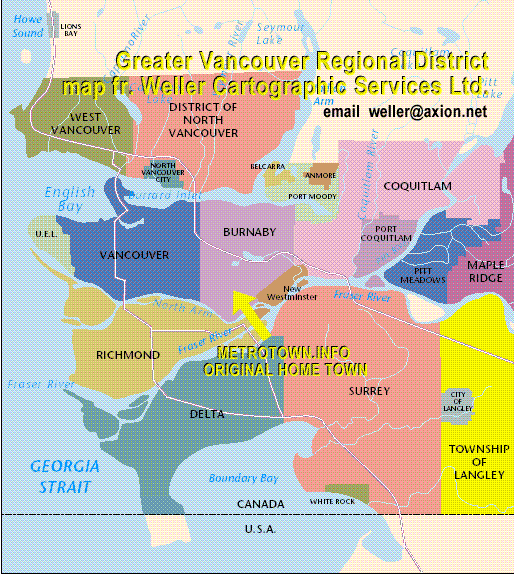 Howe
Sound
LIONS
BAY
River
Seymour
Lake
Greater Vancouver Regional District
map fr. Weller Cartographic Services Ltd.
email weller@axion.net
Coquitlam
Lake
Pitt
Lake
Arm
WEST
VANCOUVER
DISTRICT OF
NORTH
VANCOUVER
NORTH
VANCOUVER
CITY
BELCARRA
ANMORE
PORT MOODY
Coquitlam River
COQUITLAM
English
Bay
Burrard Inlet
U.E.L.
VANCOUVER
BURNABY
PORT
COQUITLAM
PITT
MEADOWS
MAPLE
RIDGE
New
Westminster
Fraser River
North Arm
Fraser River
METROTOWN.INFO
ORIGINAL HOME TOWN
RICHMOND
Fraser River
DELTA
SURREY
CITY
OF
LANGLEY
TOWNSHIP
OF
LANGLEY
GEORGIA
STRAIT
Boundary Bay
WHITE ROCK
CANADA
U.S.A.